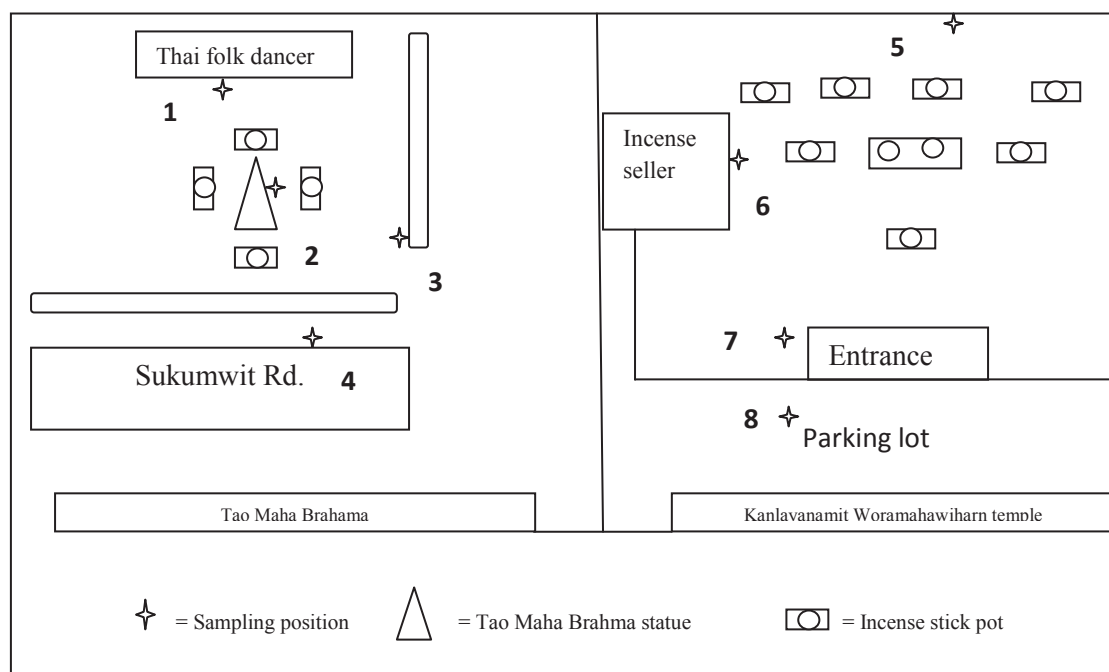 Thai folk dancer
1
2
3
Sukumwit Rd.
4
5
Incense
seller
6
7
Entrance
8
Parking lot
Tao Maha Brahama
Kanlavanamit Woramahawiharn temple
= Sampling position
= Tao Maha Brahma statue
= Incense stick pot